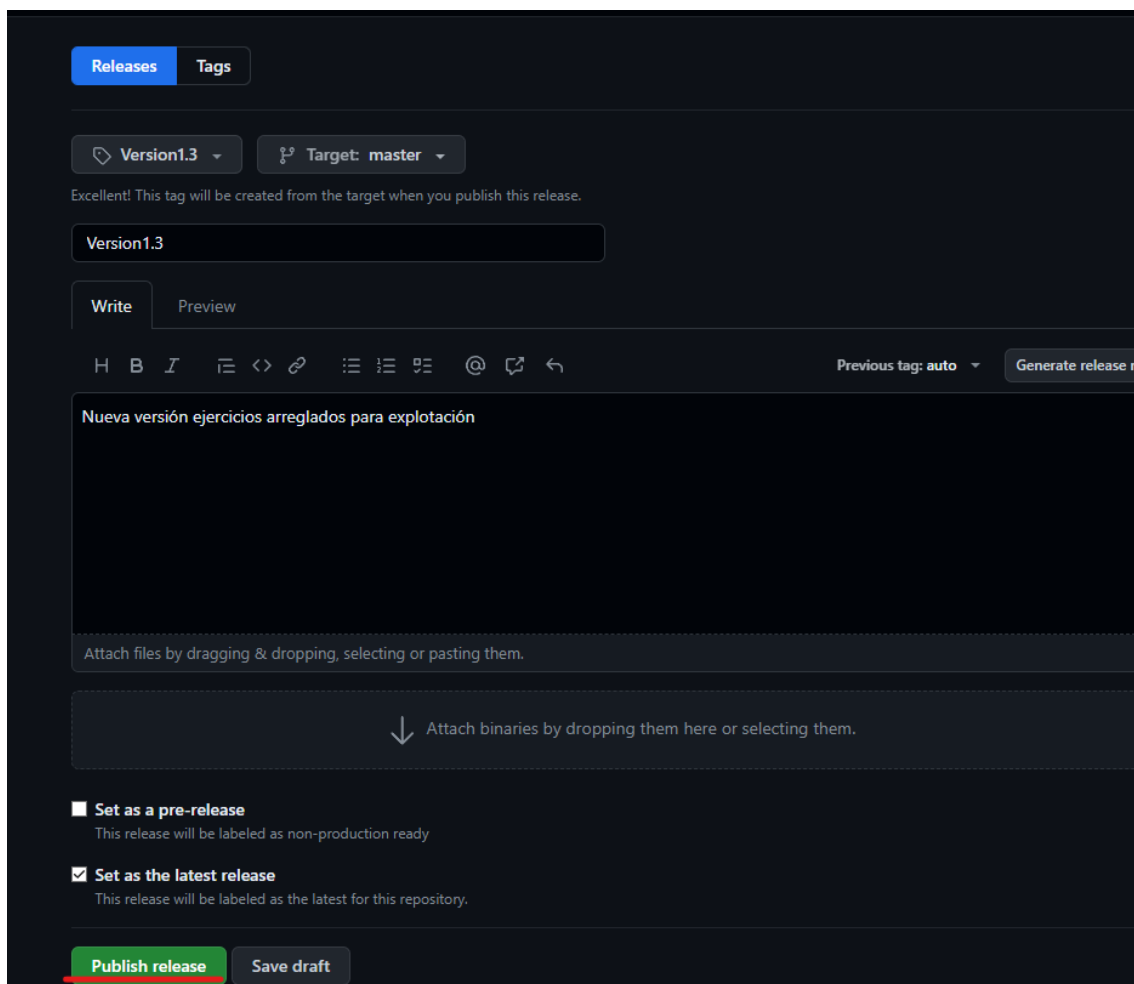 Releases Tags
Version1.3 Target: master
Excellent! This tag will be created from the target when you publish this release.
Version1.3
Write Preview
H B I @ Previous tag: auto Generate release
Nueva versión ejercicios arreglados para explotación
Attach files by dragging & dropping, selecting or pasting them.
Attach binaries by dropping them here or selecting them.
Set as a pre-release
This release will be labeled as non-production ready
Set as the latest release
This release will be labeled as the latest for this repository.
Publish release Save draft